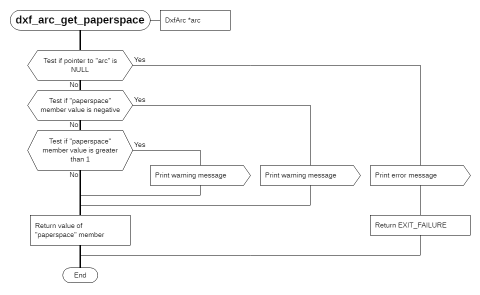 dxf_arc_get_paperspace
DxfArc *arc
Test if pointer to "arc" is
NULL
Yes
No
Test if "paperspace"
member value is negative
Yes
No
Test if "paperspace"
member value is greater
than 1
Yes
No
Print warning message
Print warning message
Print error message
Return value of
"paperspace" member
Return EXIT_FAILURE
End